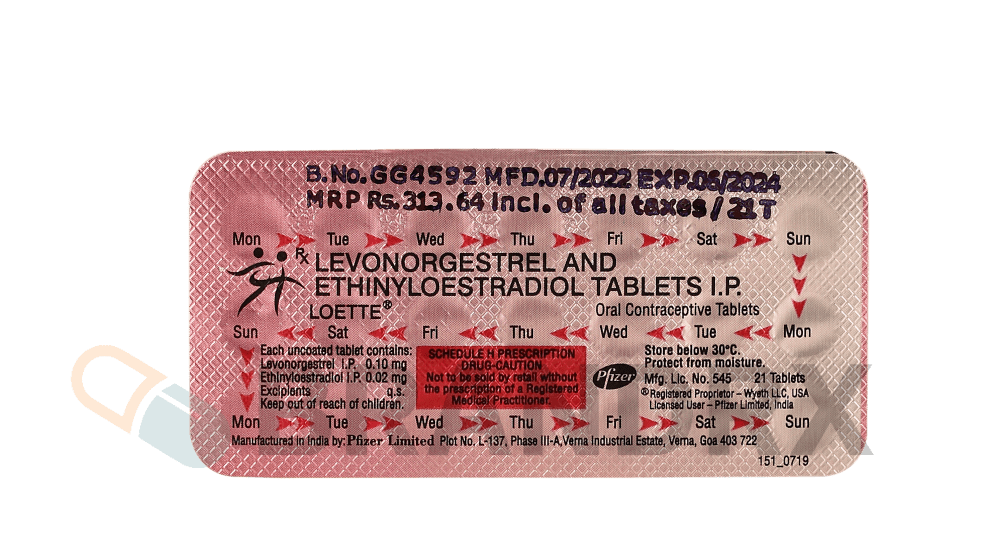 B.No.GG4592 MFD.07/2022 EXP.06/2024
MRP Rs.313.64 Incl. of all taxes / 21T
Mon Tue Wed Thu Fri Sat Sun
Rx LEVONORGESTREL AND
ETHINYLOESTRADIOL TABLETS I.P.
LOETTE® Oral Contraceptive Tablets
Sun Sat Fri Thu Wed Tue Mon
Each uncoated tablet contains:
Levonorgestrel I.P. 0.10 mg
Ethinyloestradiol I.P. 0.02 mg
Excipients q.s.
Keep out of reach of children.
SCHEDULE H PRESCRIPTION
DRUG-CAUTION
Not to be sold by retail without
the prescription of a Registered
Medical Practitioner.
Pfizer
Store below 30°C.
Protect from moisture.
Mfg. Lic. No. 545 21 Tablets
®Registered Proprietor – Wyeth LLC, USA
Licensed User – Pfizer Limited, India
Mon Tue Wed Thu Fri Sat Sun
Manufactured in India by: Pfizer Limited Plot No. L-137, Phase III-A, Verna Industrial Estate, Verna, Goa 403 722
151_0719